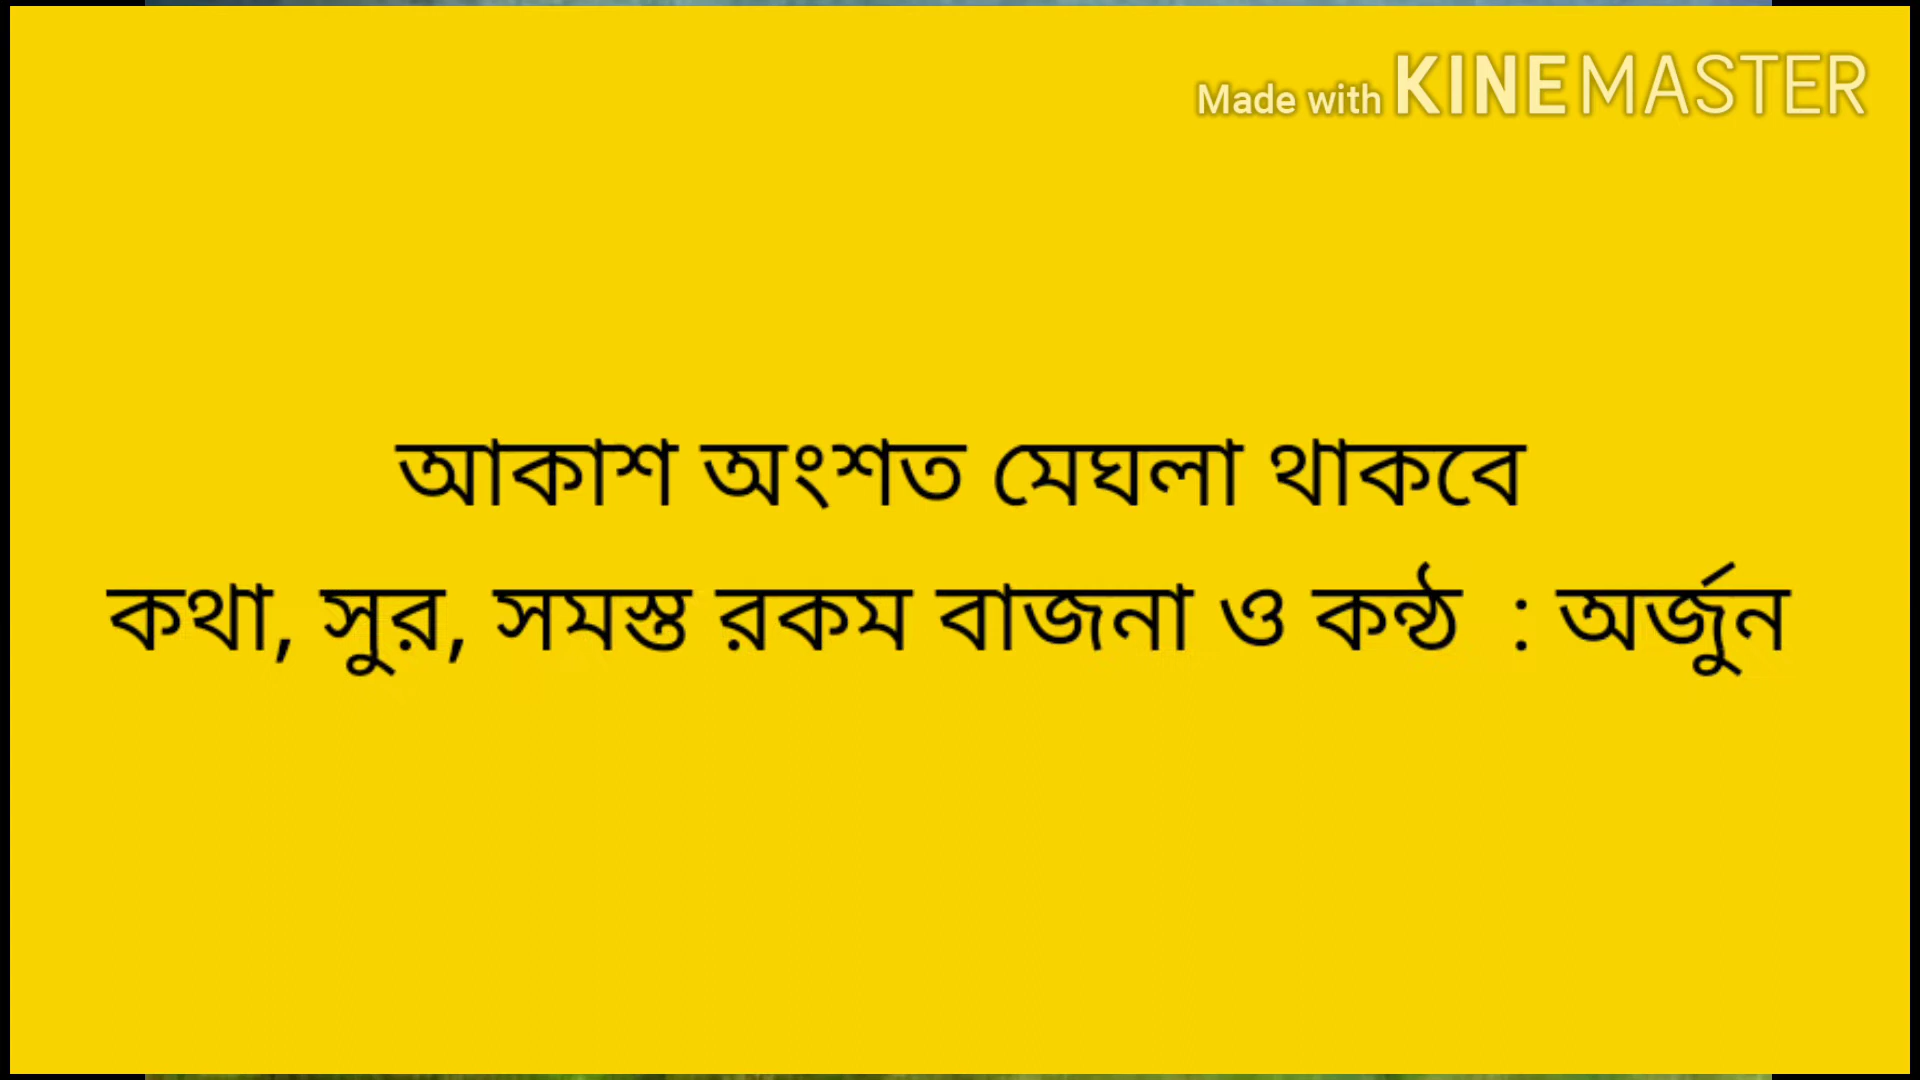 Made with KINEMASTER
আকাশ অংশত মেঘলা থাকবে
কথা, সুর, সমস্ত রকম বাজনা ও কন্ঠ : অর্জুন